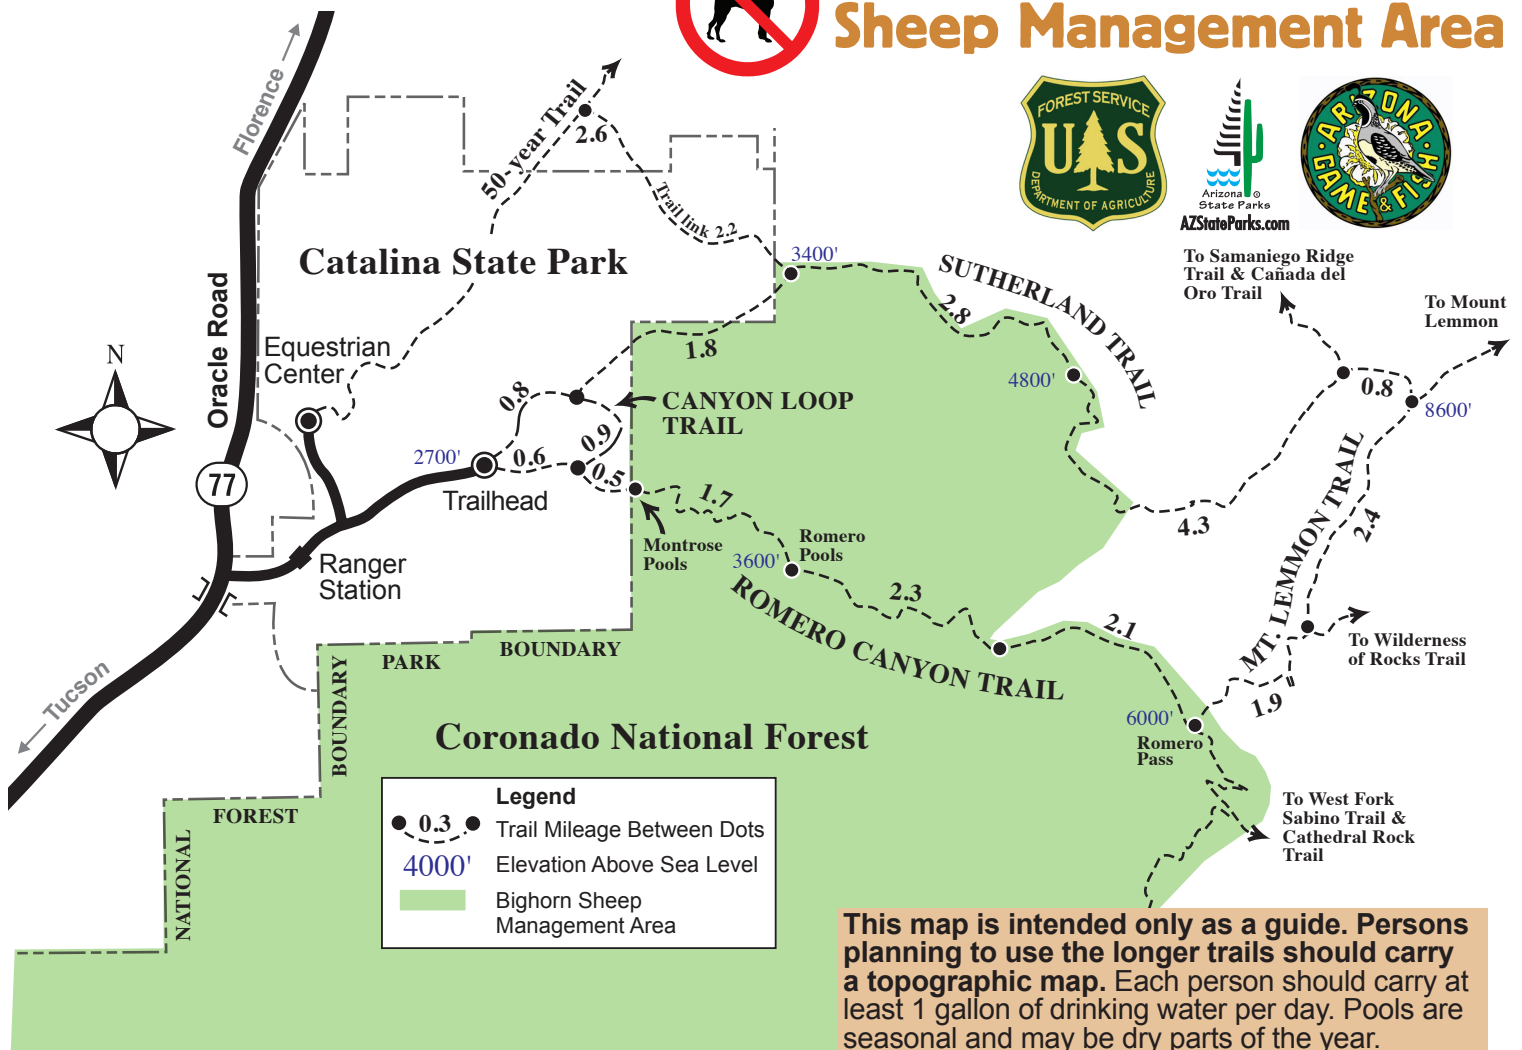 Sheep Management Area
FOREST SERVICE
U S
DEPARTMENT OF AGRICULTURE
Arizona ®
State Parks
AZStateParks.com
ARIZONA
GAME & FISH
Florence
50-year Trail
2.6
Trail link 2.2
Catalina State Park
3400'
To Samaniego Ridge
Trail & Cañada del
Oro Trail
To Mount
Lemmon
SUTHERLAND TRAIL
2.8
Oracle Road
N
Equestrian
Center
1.8
4800'
0.8
8600'
0.8
CANYON LOOP
TRAIL
0.9
2700'
0.6
0.5
Trailhead
77
1.7
4.3
MT. LEMMON TRAIL
2.4
Montrose
Pools
Romero
Pools
3600'
Ranger
Station
2.3
ROMERO CANYON TRAIL
2.1
To Wilderness
of Rocks Trail
1.9
PARK
BOUNDARY
BOUNDARY
Tucson
6000'
Romero
Pass
Coronado National Forest
To West Fork
Sabino Trail &
Cathedral Rock
Trail
FOREST
NATIONAL
Legend
0.3 Trail Mileage Between Dots
4000' Elevation Above Sea Level
Bighorn Sheep
Management Area
This map is intended only as a guide. Persons
planning to use the longer trails should carry
a topographic map. Each person should carry at
least 1 gallon of drinking water per day. Pools are
seasonal and may be dry parts of the year.